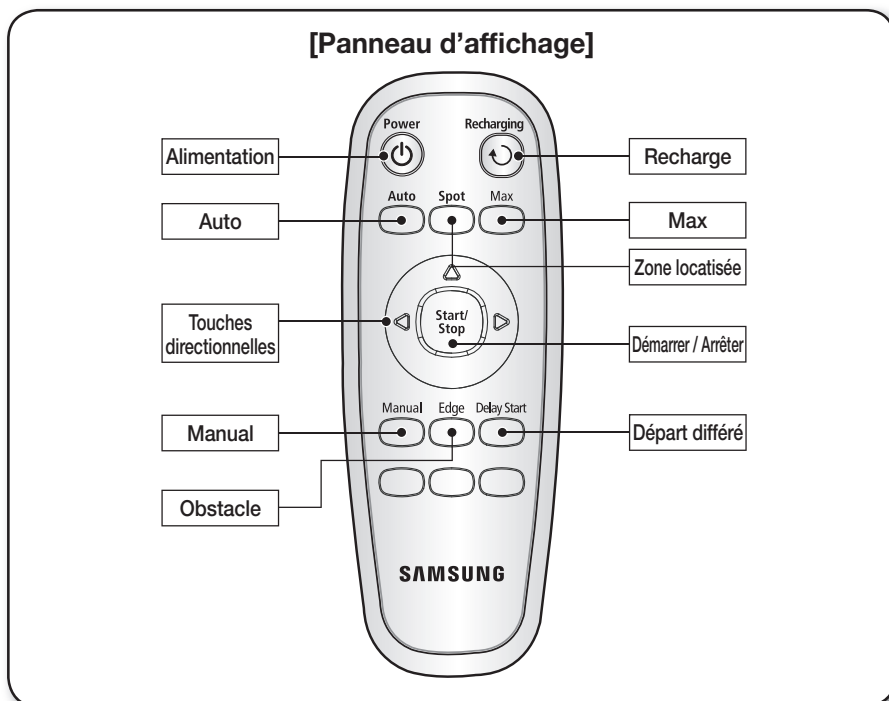 [Panneau d'affichage]
Power
Recharging
Alimentation
Recharge
Auto
Spot
Max
Auto
Max
Zone locatisée
Touches
directionnelles
Start/
Stop
Démarrer / Arrêter
Manual
Edge
Delay Start
Manual
Départ différé
Obstacle
SAMSUNG